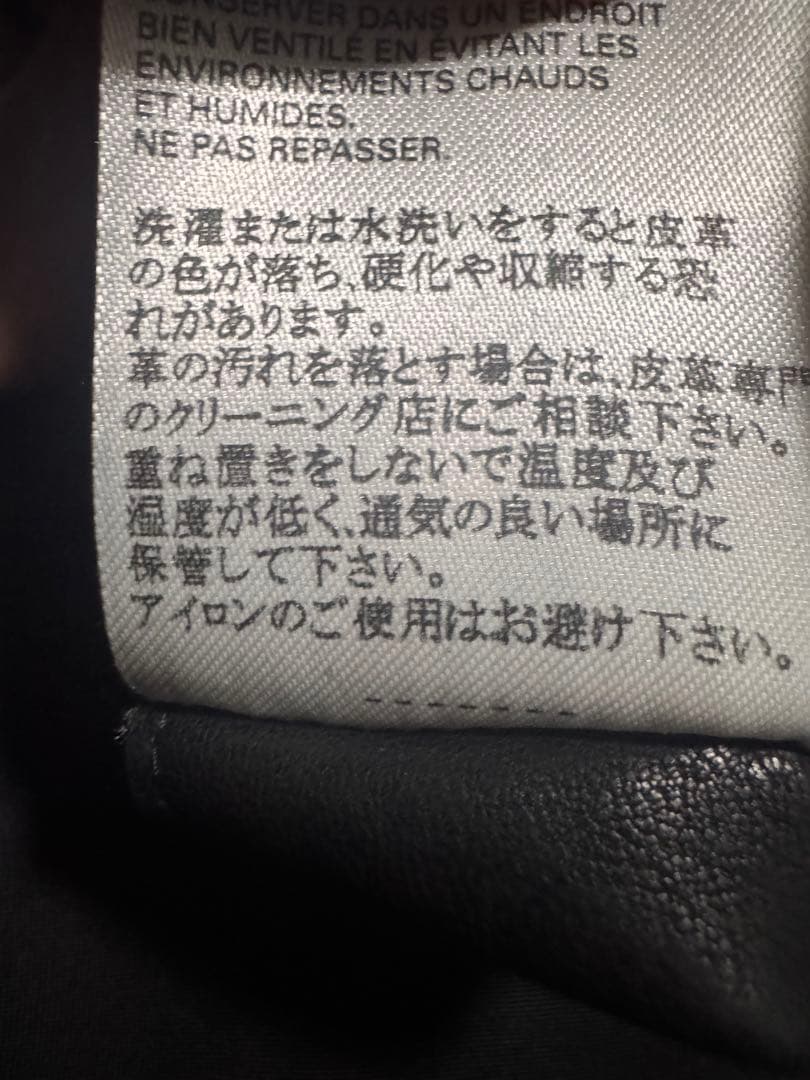 CONSERVER DANS UN ENDROIT
BIEN VENTILÉ EN ÉVITANT LES
ENVIRONNEMENTS CHAUDS
ET HUMIDES.
NE PAS REPASSER.
洗濯または水洗いをすると皮革
の色が落ち、硬化や収縮する恐
れがあります。
革の汚れを落とす場合は、皮革専門
のクリーニング店にご相談下さい。
重ね置きをしないで温度及び
湿度が低く、通気の良い場所に
保管して下さい。
アイロンのご使用はお避け下さい。
-------